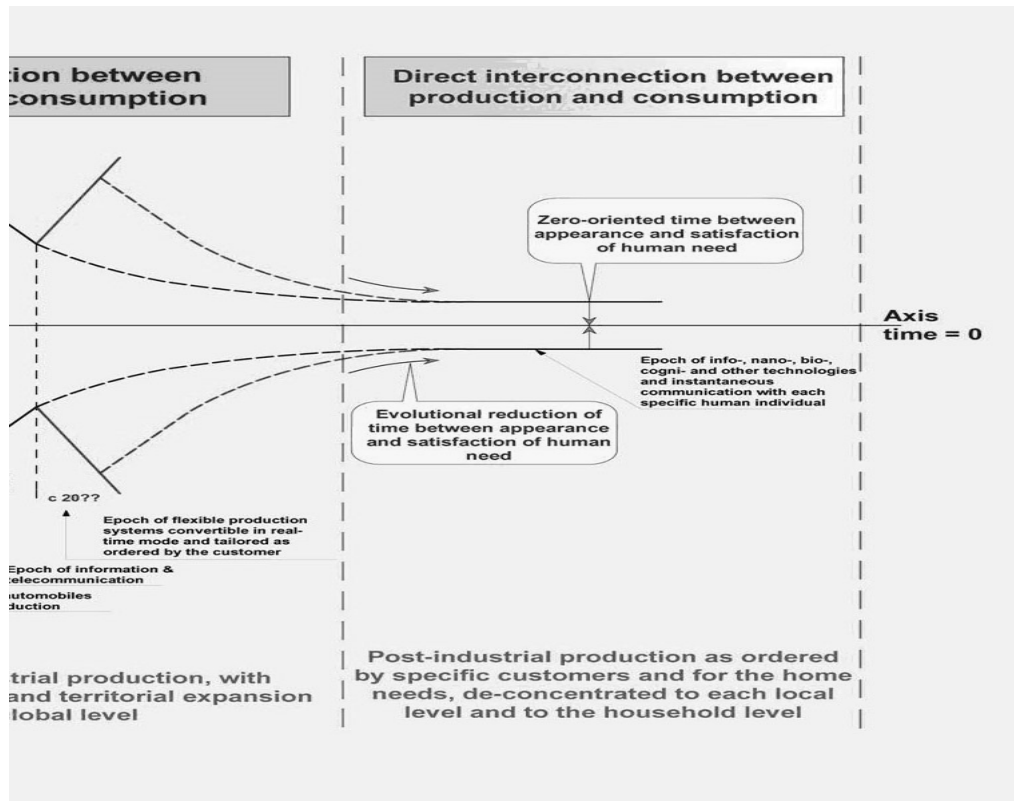 tion between
consumption
Direct interconnection between
production and consumption
Zero-oriented time between
appearance and satisfaction
of human need
Axis
time = 0
Epoch of info-, nano-, bio-,
cogni- and other technologies
and instantaneous
communication with each
specific human individual
Evolutional reduction of
time between appearance
and satisfaction of human
need
c 20??
Epoch of flexible production
systems convertible in real-
time mode and tailored as
ordered by the customer
Epoch of information &
telecommunication
automobiles
duction
trial production, with
and territorial expansion
lobal level
Post-industrial production as ordered
by specific customers and for the home
needs, de-concentrated to each local
level and to the household level